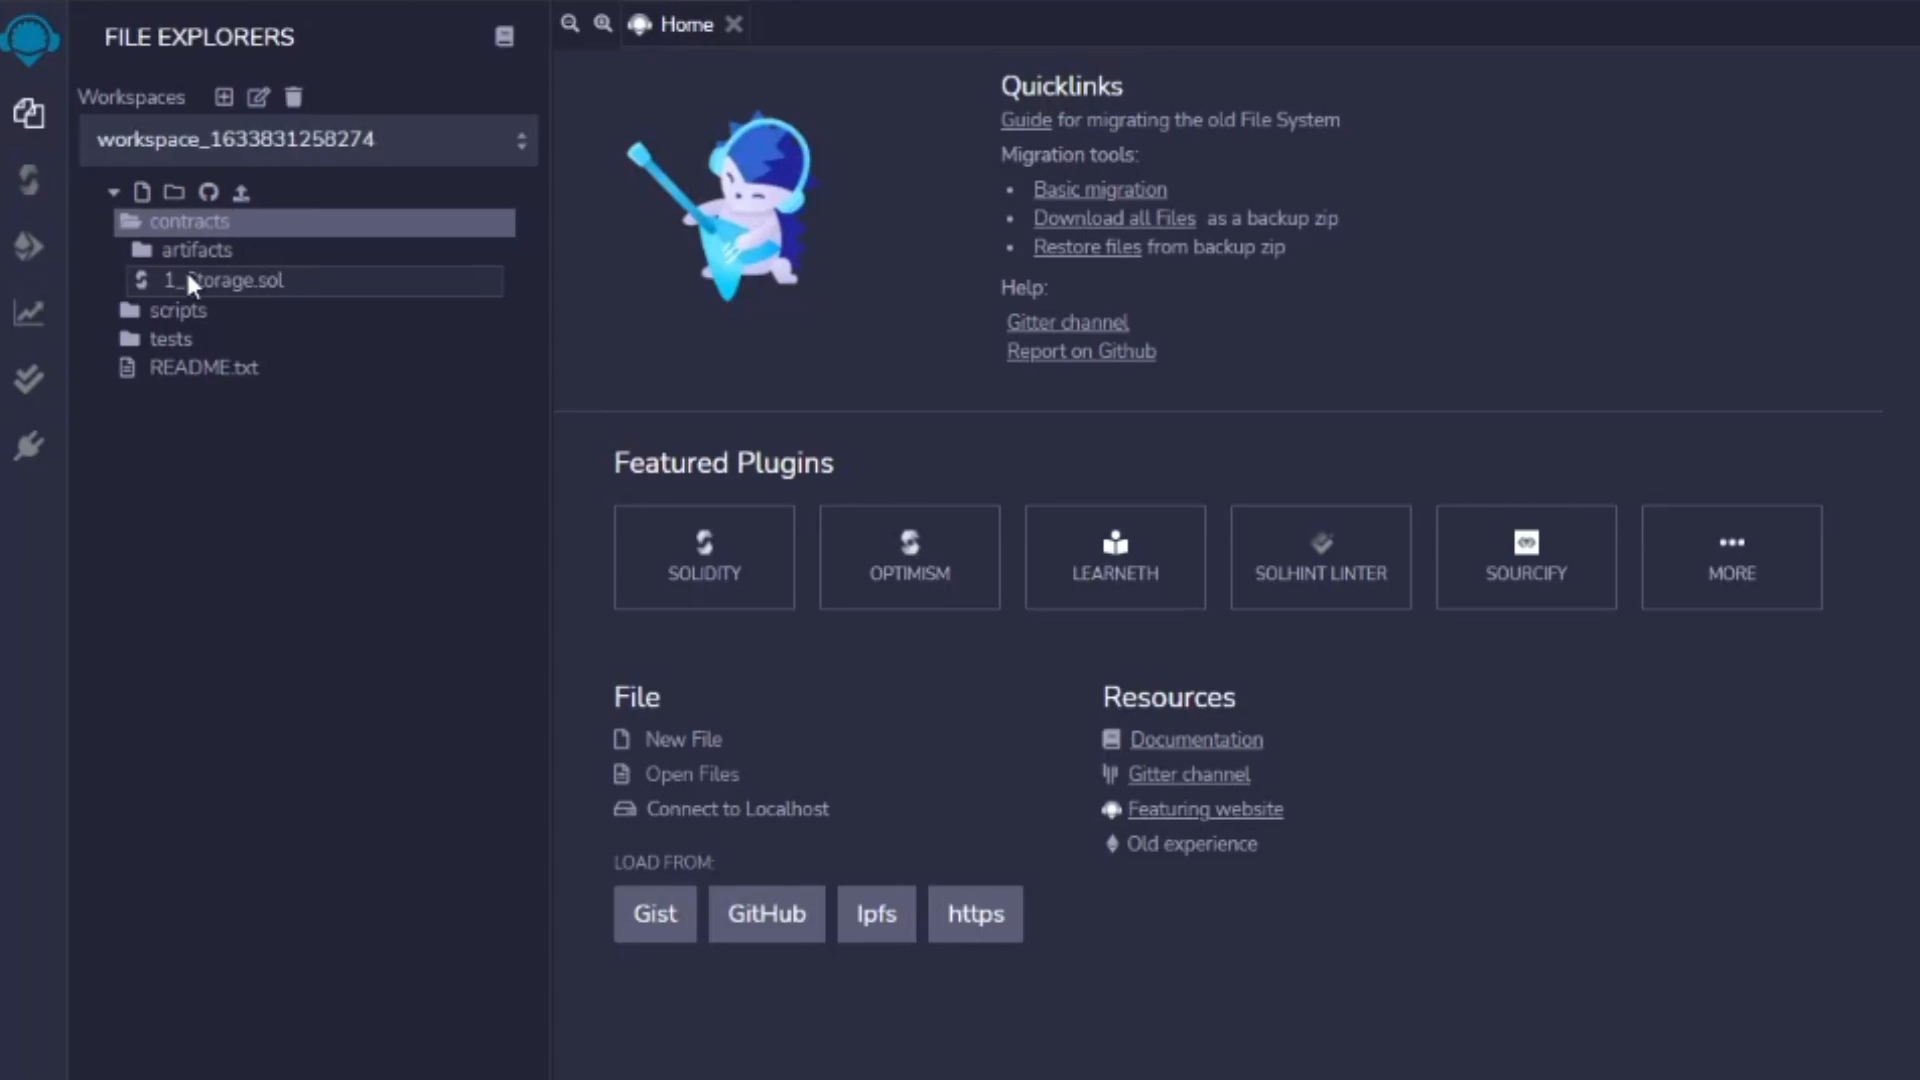 FILE EXPLORERS
Workspaces
workspace_1633831258274
contracts
artifacts
1_Storage.sol
scripts
tests
README.txt
Home
Quicklinks
Guide for migrating the old File System
Migration tools:
• Basic migration
• Download all Files as a backup zip
• Restore files from backup zip
Help:
Gitter channel
Report on Github
Featured Plugins
SOLIDITY
OPTIMISM
LEARNETH
SOLHINT LINTER
SOURCIFY
MORE
File
New File
Open Files
Connect to Localhost
LOAD FROM:
Gist
GitHub
Ipfs
https
Resources
Documentation
Gitter channel
Featuring website
Old experience